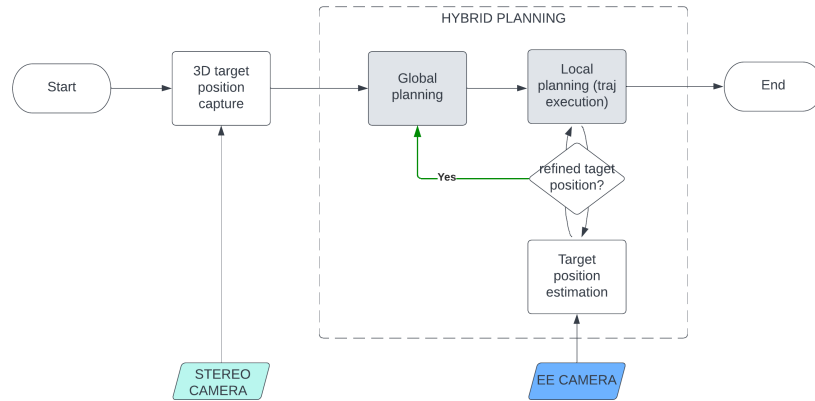 HYBRID PLANNING
Start
3D target
position
capture
Global
planning
Local
planning (traj
execution)
End
Yes
refined taget
position?
Target
position
estimation
STEREO
CAMERA
EE CAMERA